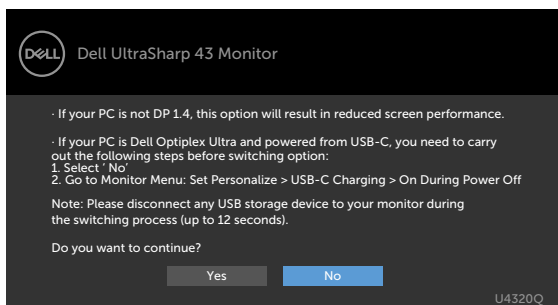 DELL
Dell UltraSharp 43 Monitor
· If your PC is not DP 1.4, this option will result in reduced screen performance.
· If your PC is Dell Optiplex Ultra and powered from USB-C, you need to carry
out the following steps before switching option:
1. Select ‘ No’
2. Go to Monitor Menu: Set Personalize > USB-C Charging > On During Power Off
Note: Please disconnect any USB storage device to your monitor during
the switching process (up to 12 seconds).
Do you want to continue?
Yes No
U4320Q